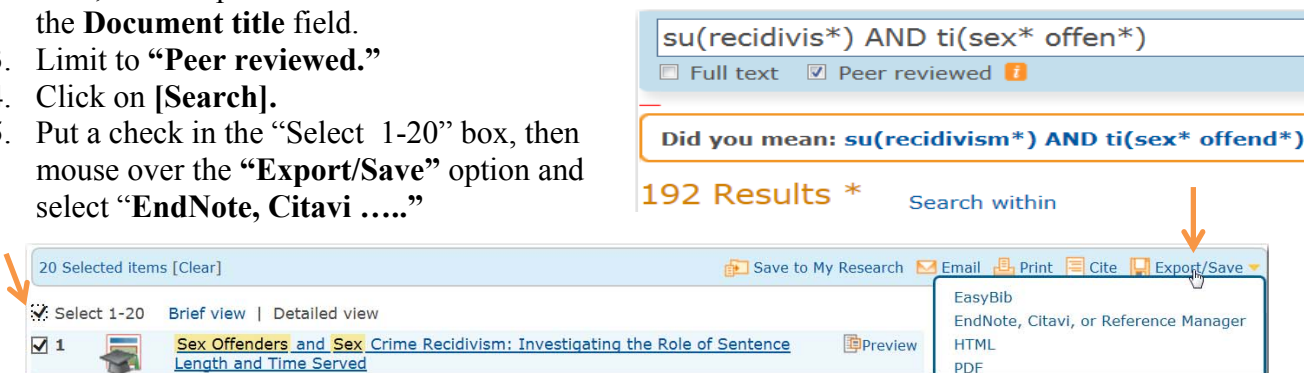 the Document title field.
Limit to “Peer reviewed.”
Click on [Search].
5. Put a check in the “Select 1-20” box, then
mouse over the “Export/Save” option and
select “EndNote, Citavi …..”
su(recidivis*) AND ti(sex* offen*)
Full text Peer reviewed i
Did you mean: su(recidivism*) AND ti(sex* offend*)
192 Results * Search within
20 Selected items [Clear] Save to My Research Email Print Cite Export/Save
Select 1-20 Brief view | Detailed view
1 Sex Offenders and Sex Crime Recidivism: Investigating the Role of Sentence Preview
Length and Time Served
EasyBib
EndNote, Citavi, or Reference Manager
HTML
PDF